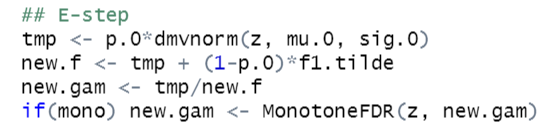 ## E-step
tmp <- p.0*dmvnorm(z, mu.0, sig.0)
new.f <- tmp + (1-p.0)*f1.tilde
new.gam <- tmp/new.f
if(mono) new.gam <- MonotoneFDR(z, new.gam)